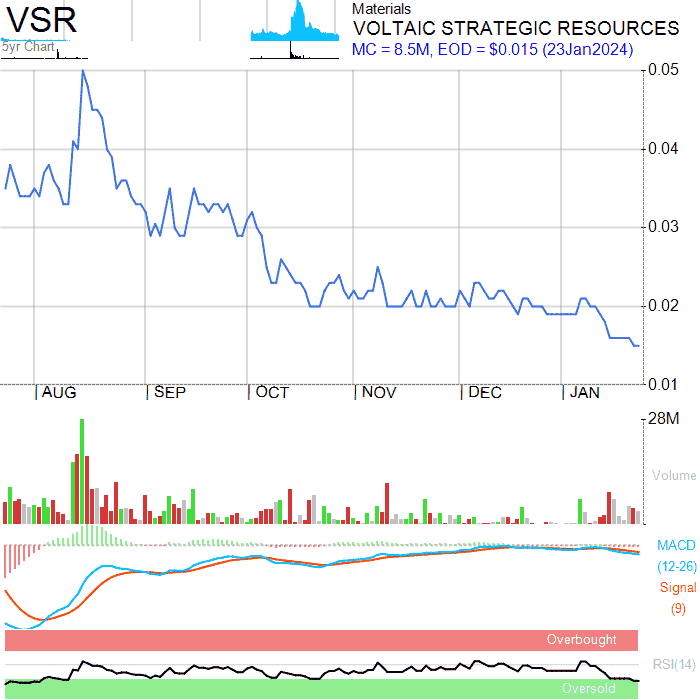 VSR
Materials
VOLTAIC STRATEGIC RESOURCES
MC = 8.5M, EOD = $0.015 (23Jan2024)
5yr Chart
0.05
0.04
0.03
0.02
0.01
AUG SEP OCT NOV DEC JAN
28M
Volume
MACD
(12-26)
Signal
(9)
Overbought
RSI(14)
Oversold